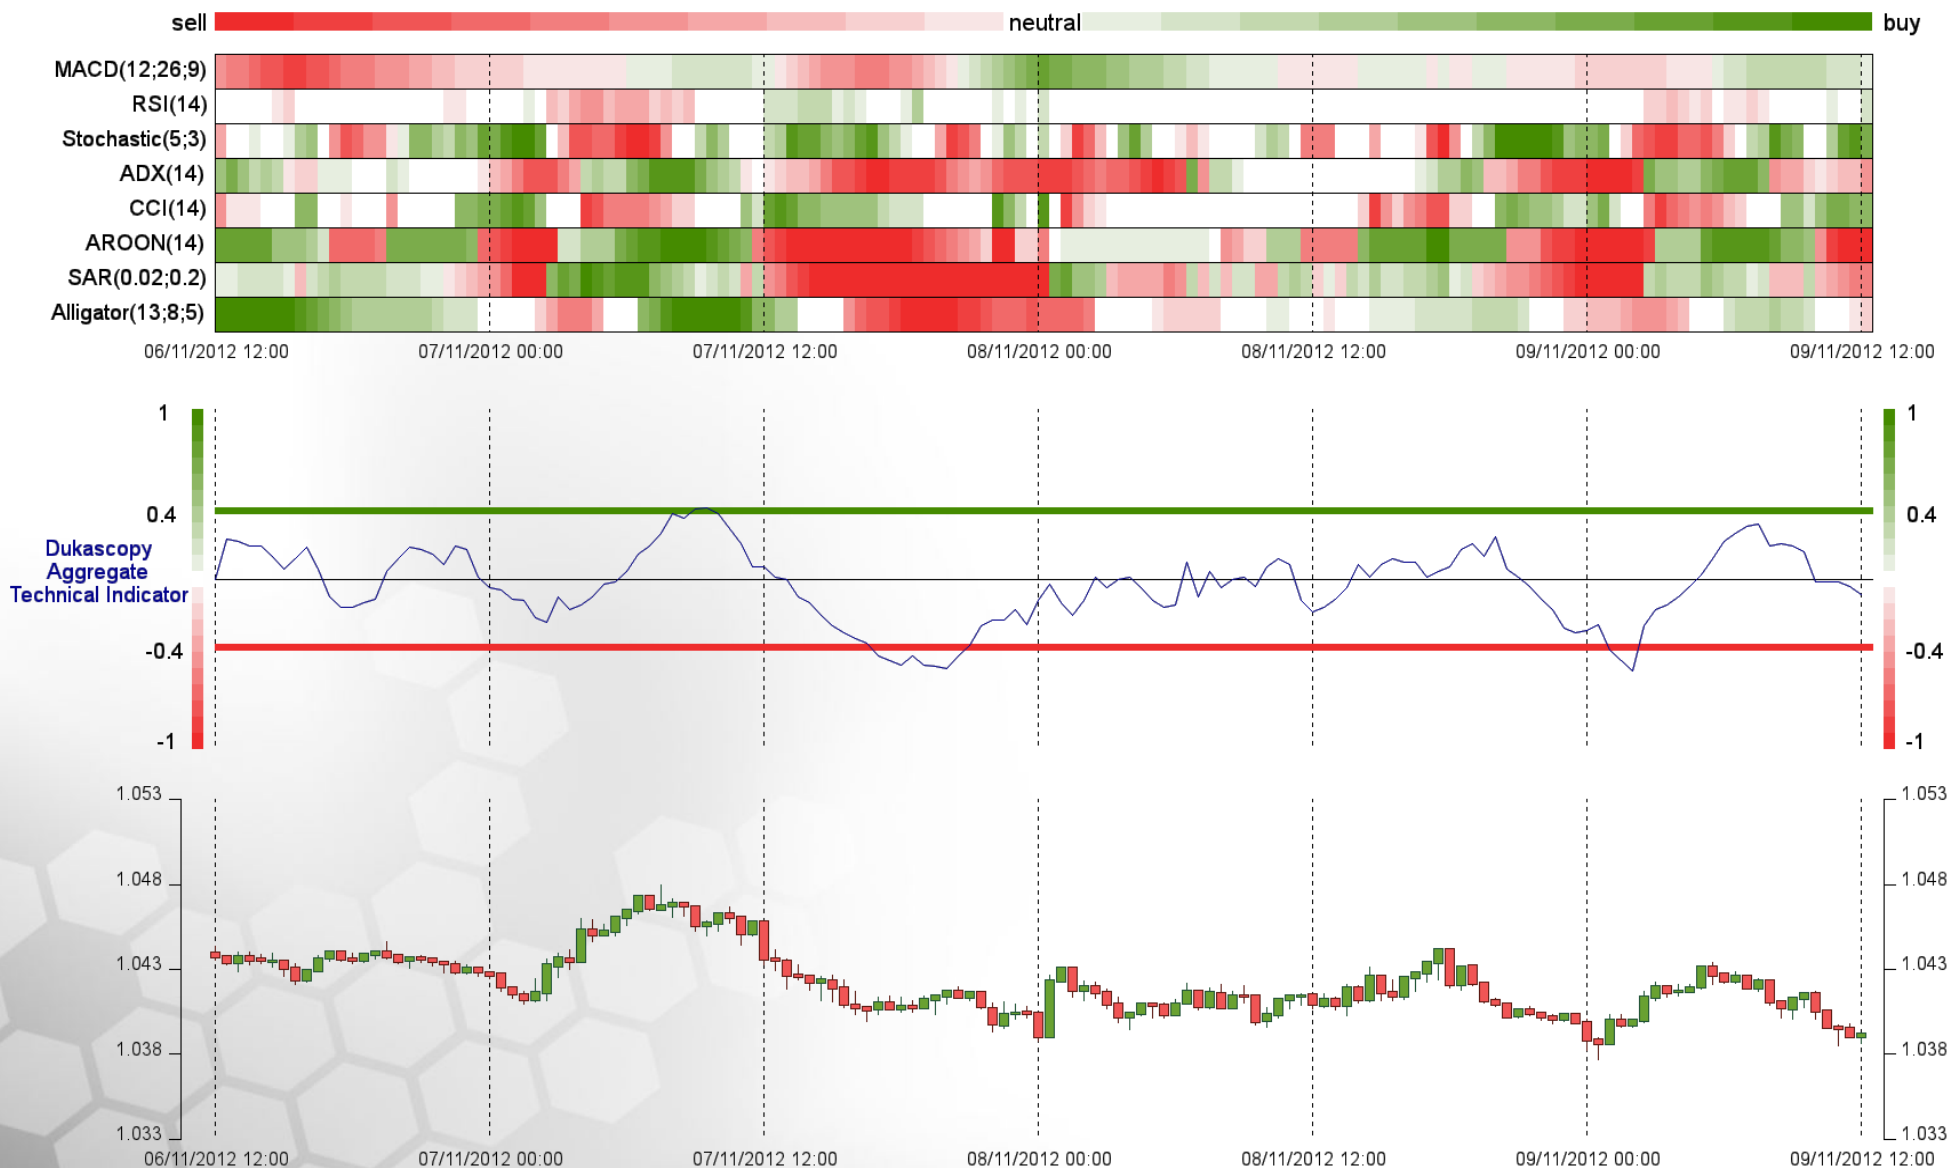 sell neutral buy
MACD(12;26;9)
RSI(14)
Stochastic(5;3)
ADX(14)
CCI(14)
AROON(14)
SAR(0.02;0.2)
Alligator(13;8;5)
06/11/2012 12:00 07/11/2012 00:00 07/11/2012 12:00 08/11/2012 00:00 08/11/2012 12:00 09/11/2012 00:00 09/11/2012 12:00
1 1
0.4 0.4
Dukascopy
Aggregate
Technical Indicator
-0.4 -0.4
-1 -1
1.053 1.053
1.048 1.048
1.043 1.043
1.038 1.038
1.033 1.033
06/11/2012 12:00 07/11/2012 00:00 07/11/2012 12:00 08/11/2012 00:00 08/11/2012 12:00 09/11/2012 00:00 09/11/2012 12:00